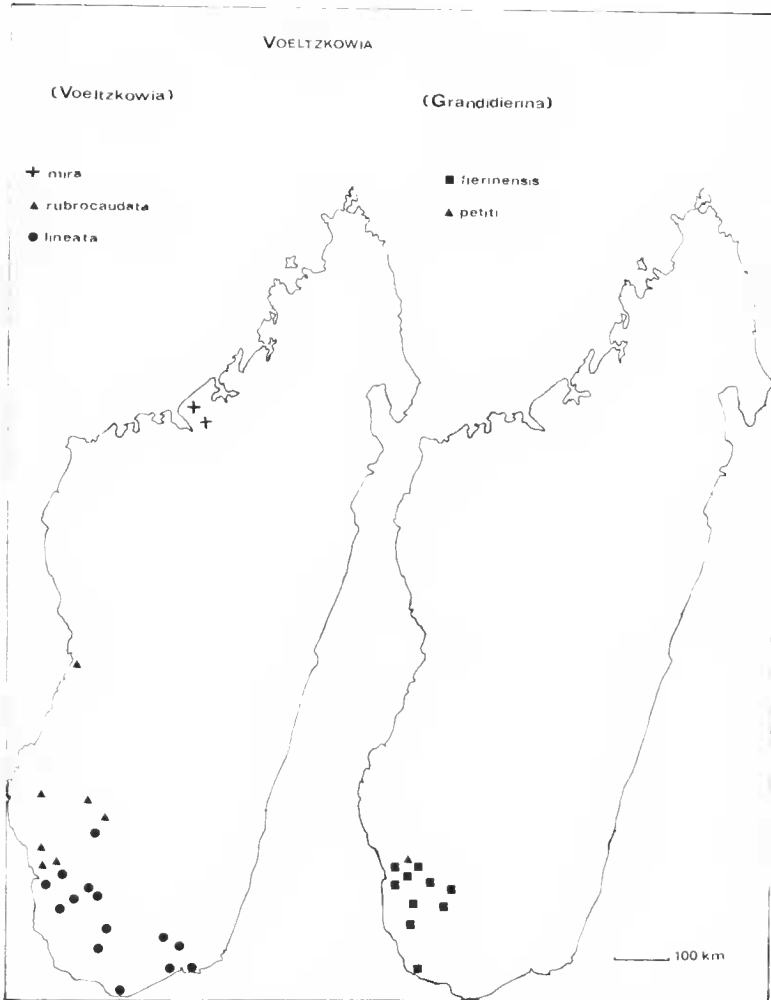 VOELTZKOWIA
(Voeltzkowia)
(Grandidierina)
mira
rubrocaudata
lineata
fierinensis
petiti
100 km